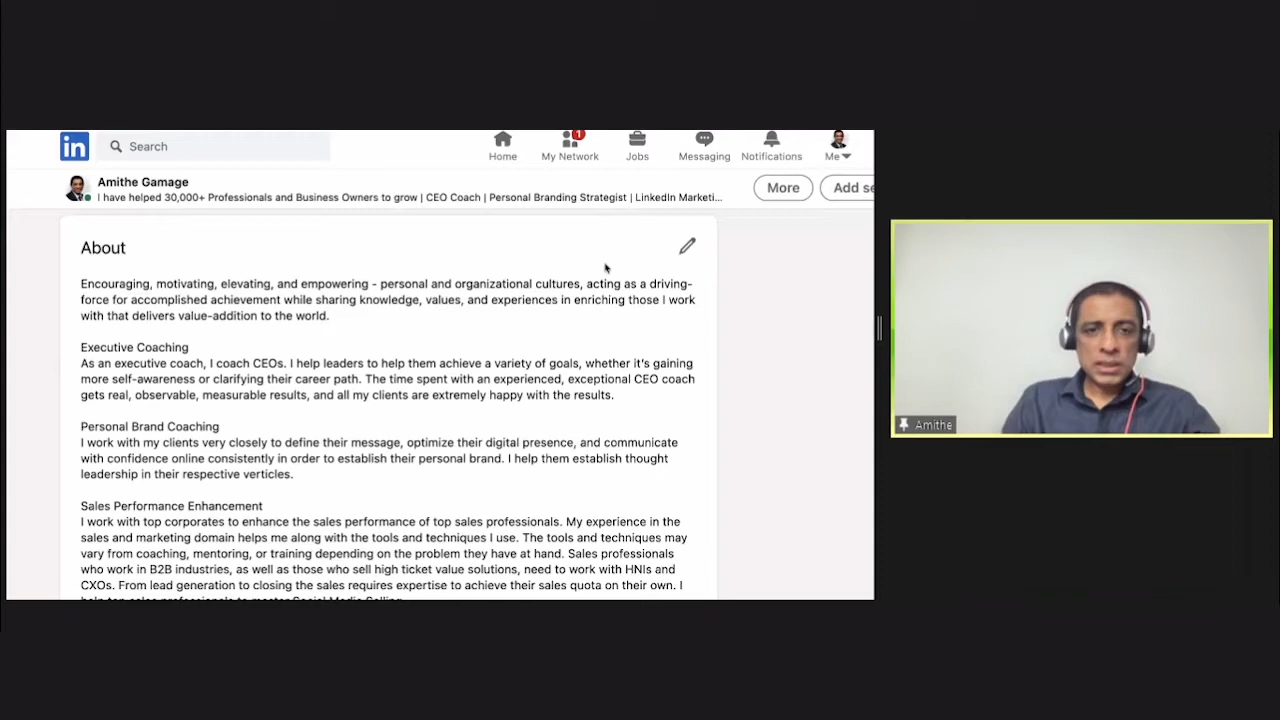 in
Search
1
Home
My Network
Jobs
Messaging
Notifications
Me
Amithe Gamage
I have helped 30,000+ Professionals and Business Owners to grow | CEO Coach | Personal Branding Strategist | LinkedIn Marketi...
More
Add se
About
Encouraging, motivating, elevating, and empowering - personal and organizational cultures, acting as a driving-
force for accomplished achievement while sharing knowledge, values, and experiences in enriching those I work
with that delivers value-addition to the world.
Executive Coaching
As an executive coach, I coach CEOs. I help leaders to help them achieve a variety of goals, whether it's gaining
more self-awareness or clarifying their career path. The time spent with an experienced, exceptional CEO coach
gets real, observable, measurable results, and all my clients are extremely happy with the results.
Personal Brand Coaching
I work with my clients very closely to define their message, optimize their digital presence, and communicate
with confidence online consistently in order to establish their personal brand. I help them establish thought
leadership in their respective verticles.
Sales Performance Enhancement
I work with top corporates to enhance the sales performance of top sales professionals. My experience in the
sales and marketing domain helps me along with the tools and techniques I use. The tools and techniques may
vary from coaching, mentoring, or training depending on the problem they have at hand. Sales professionals
who work in B2B industries, as well as those who sell high ticket value solutions, need to work with HNIs and
CXOs. From lead generation to closing the sales requires expertise to achieve their sales quota on their own. I
help top sales professionals to master Social Media Selling
Amithe